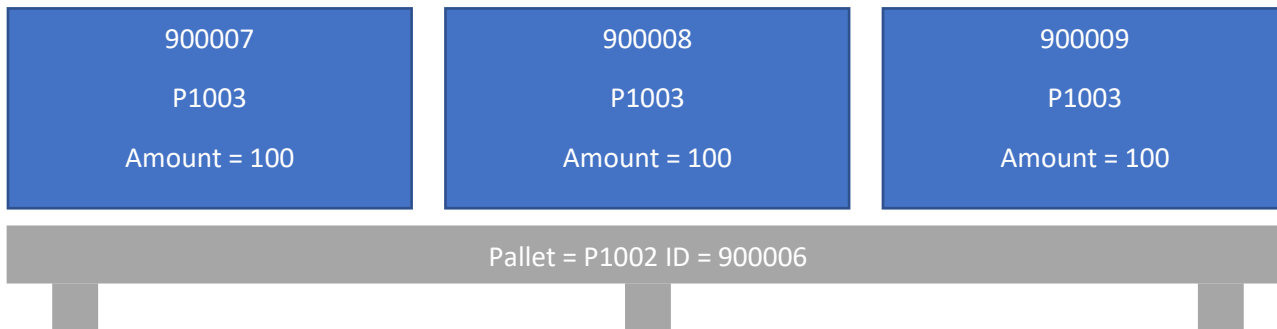 900007
P1003
Amount = 100
900008
P1003
Amount = 100
900009
P1003
Amount = 100
Pallet = P1002 ID = 900006